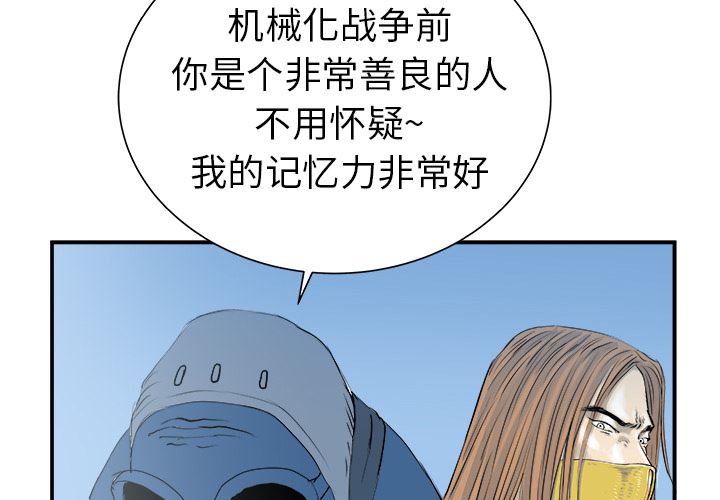 机械化战争前
你是个非常善良的人
不用怀疑~
我的记忆力非常好